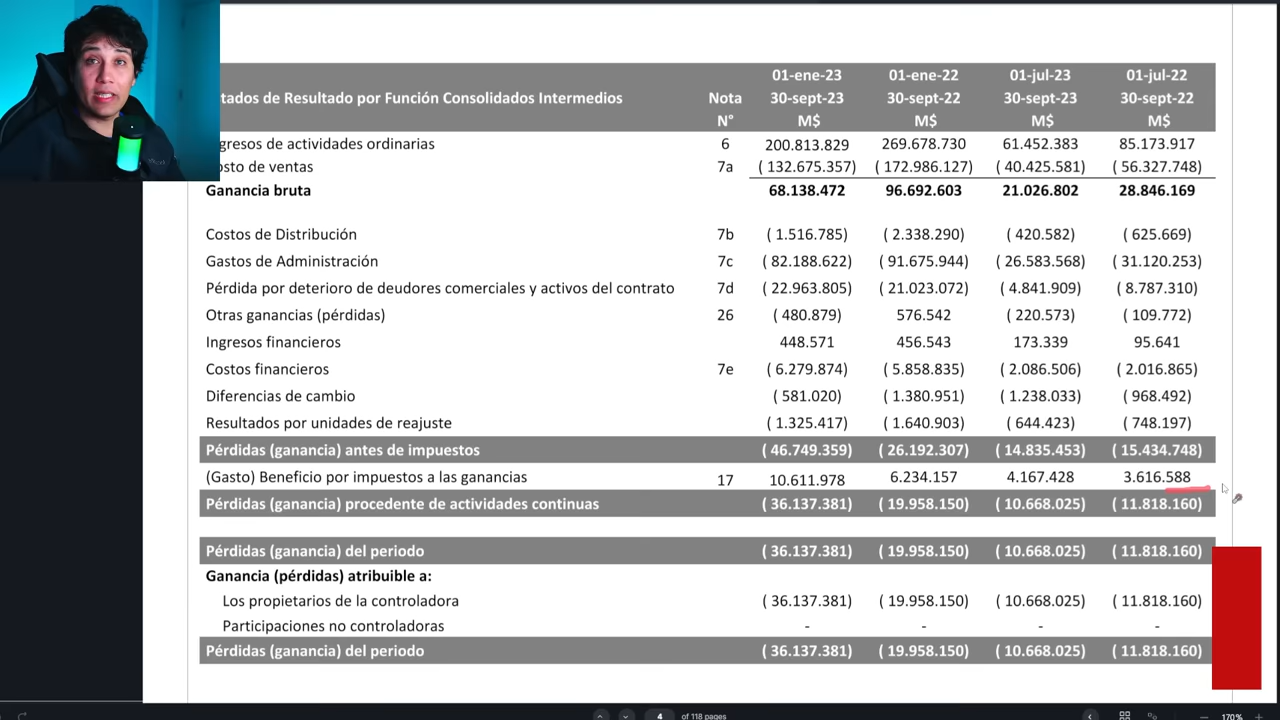 tados de Resultado por Función Consolidados Intermedios Nota N° 01-ene-23 30-sept-23 M$ 01-ene-22 30-sept-22 M$ 01-jul-23 30-sept-23 M$ 01-jul-22 30-sept-22 M$
gresos de actividades ordinarias 6 200.813.829 269.678.730 61.452.383 85.173.917
osto de ventas 7a ( 132.675.357) ( 172.986.127) ( 40.425.581) ( 56.327.748)
Ganancia bruta 68.138.472 96.692.603 21.026.802 28.846.169
Costos de Distribución 7b ( 1.516.785) ( 2.338.290) ( 420.582) ( 625.669)
Gastos de Administración 7c ( 82.188.622) ( 91.675.944) ( 26.583.568) ( 31.120.253)
Pérdida por deterioro de deudores comerciales y activos del contrato 7d ( 22.963.805) ( 21.023.072) ( 4.841.909) ( 8.787.310)
Otras ganancias (pérdidas) 26 ( 480.879) 576.542 ( 220.573) ( 109.772)
Ingresos financieros 448.571 456.543 173.339 95.641
Costos financieros 7e ( 6.279.874) ( 5.858.835) ( 2.086.506) ( 2.016.865)
Diferencias de cambio ( 581.020) ( 1.380.951) ( 1.238.033) ( 968.492)
Resultados por unidades de reajuste ( 1.325.417) ( 1.640.903) ( 644.423) ( 748.197)
Pérdidas (ganancia) antes de impuestos ( 46.749.359) ( 26.192.307) ( 14.835.453) ( 15.434.748)
(Gasto) Beneficio por impuestos a las ganancias 17 10.611.978 6.234.157 4.167.428 3.616.588
Pérdidas (ganancia) procedente de actividades continuas ( 36.137.381) ( 19.958.150) ( 10.668.025) ( 11.818.160)
Pérdidas (ganancia) del periodo ( 36.137.381) ( 19.958.150) ( 10.668.025) ( 11.818.160)
Ganancia (pérdidas) atribuible a:
Los propietarios de la controladora ( 36.137.381) ( 19.958.150) ( 10.668.025) ( 11.818.160)
Participaciones no controladoras - - - -
Pérdidas (ganancia) del periodo ( 36.137.381) ( 19.958.150) ( 10.668.025) ( 11.818.160)
4 of 118 pages 170%